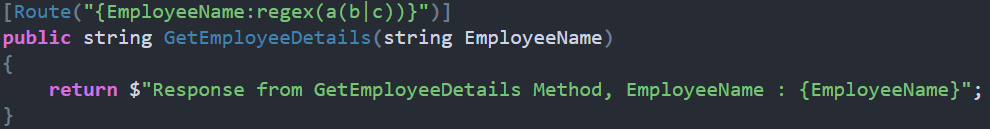 [Route("{EmployeeName:regex(a(b|c))}")]
public string GetEmployeeDetails(string EmployeeName)
{
    return $"Response from GetEmployeeDetails Method, EmployeeName : {EmployeeName}";
}